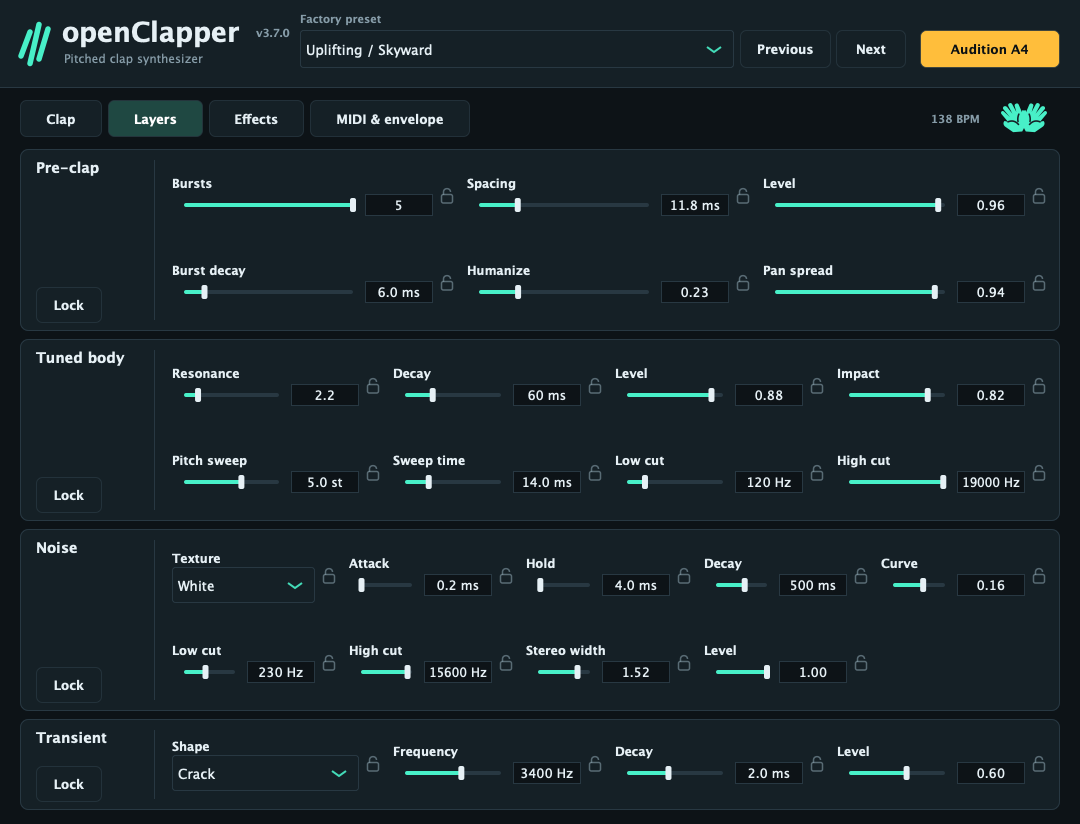 openClapper
v3.7.0
Pitched clap synthesizer
Factory preset
Uplifting / Skyward
Previous
Next
Audition A4
Clap
Layers
Effects
MIDI & envelope
138 BPM
Pre-clap
Bursts
5
Spacing
11.8 ms
Level
0.96
Burst decay
6.0 ms
Humanize
0.23
Pan spread
0.94
Lock
Tuned body
Resonance
2.2
Decay
60 ms
Level
0.88
Impact
0.82
Pitch sweep
5.0 st
Sweep time
14.0 ms
Low cut
120 Hz
High cut
19000 Hz
Lock
Noise
Texture
White
Attack
0.2 ms
Hold
4.0 ms
Decay
500 ms
Curve
0.16
Low cut
230 Hz
High cut
15600 Hz
Stereo width
1.52
Level
1.00
Lock
Transient
Shape
Crack
Frequency
3400 Hz
Decay
2.0 ms
Level
0.60
Lock